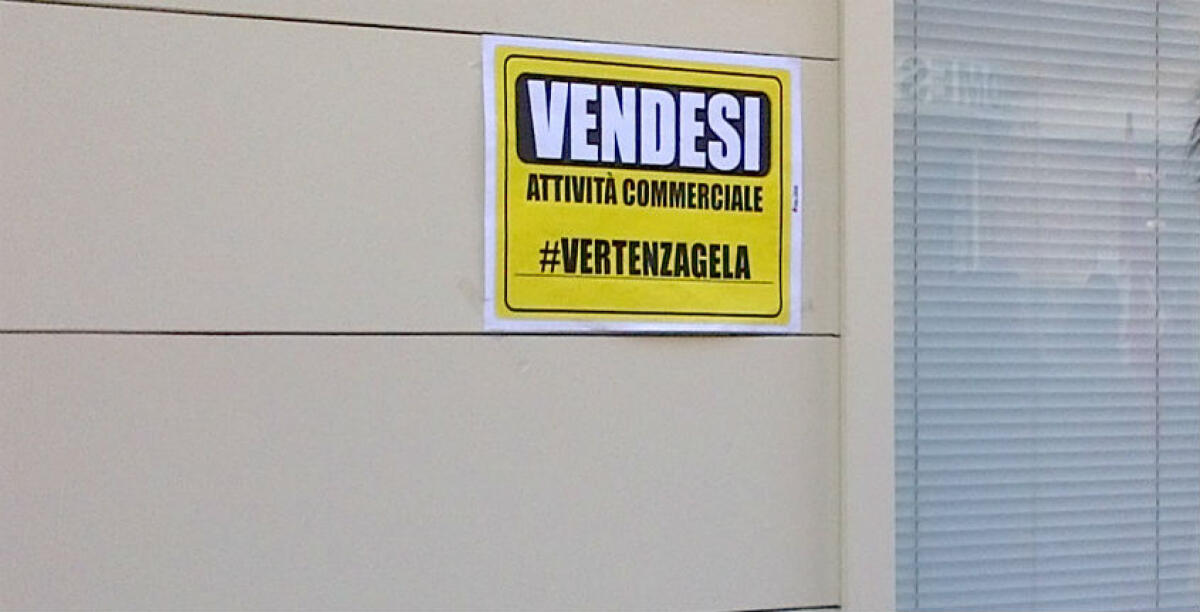 VENDESI
ATTIVITÀ COMMERCIALE
#VERTENZAGELA